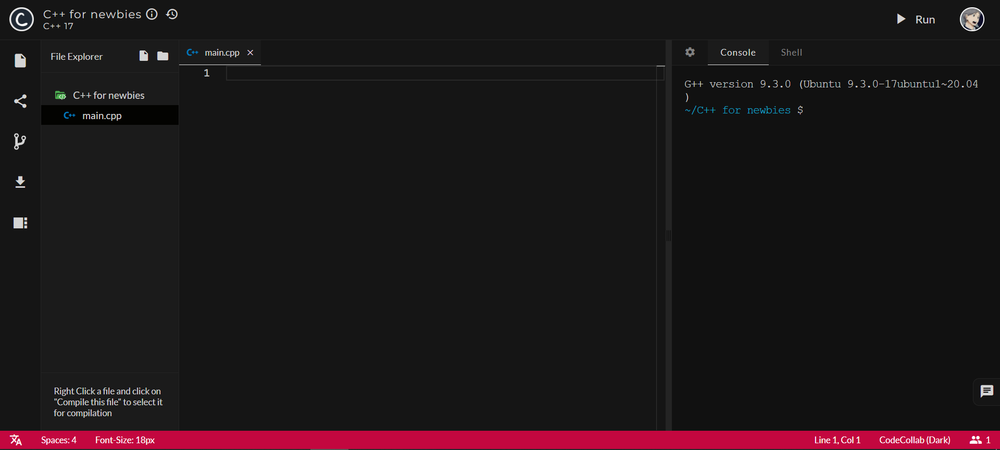 C++ for newbies
C++ 17
Run
File Explorer
C++ main.cpp
Console
Shell
1
C++ for newbies
C++ main.cpp
G++ version 9.3.0 (Ubuntu 9.3.0-17ubuntu1~20.04
)
~/C++ for newbies $
Right Click a file and click on
"Compile this file" to select it
for compilation
Spaces: 4
Font-Size: 18px
Line 1, Col 1
CodeCollab (Dark)
1